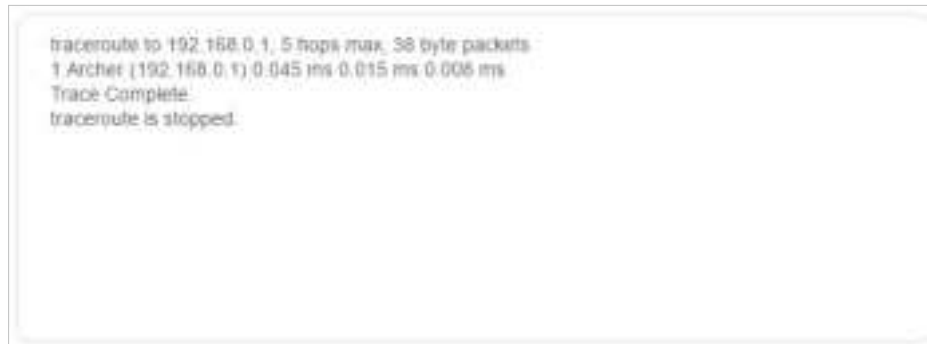 traceroute to 192.168.0.1, 5 hops max, 38 byte packets
1 Archer (192.168.0.1) 0.045 ms 0.015 ms 0.008 ms
Trace Complete.
traceroute is stopped.